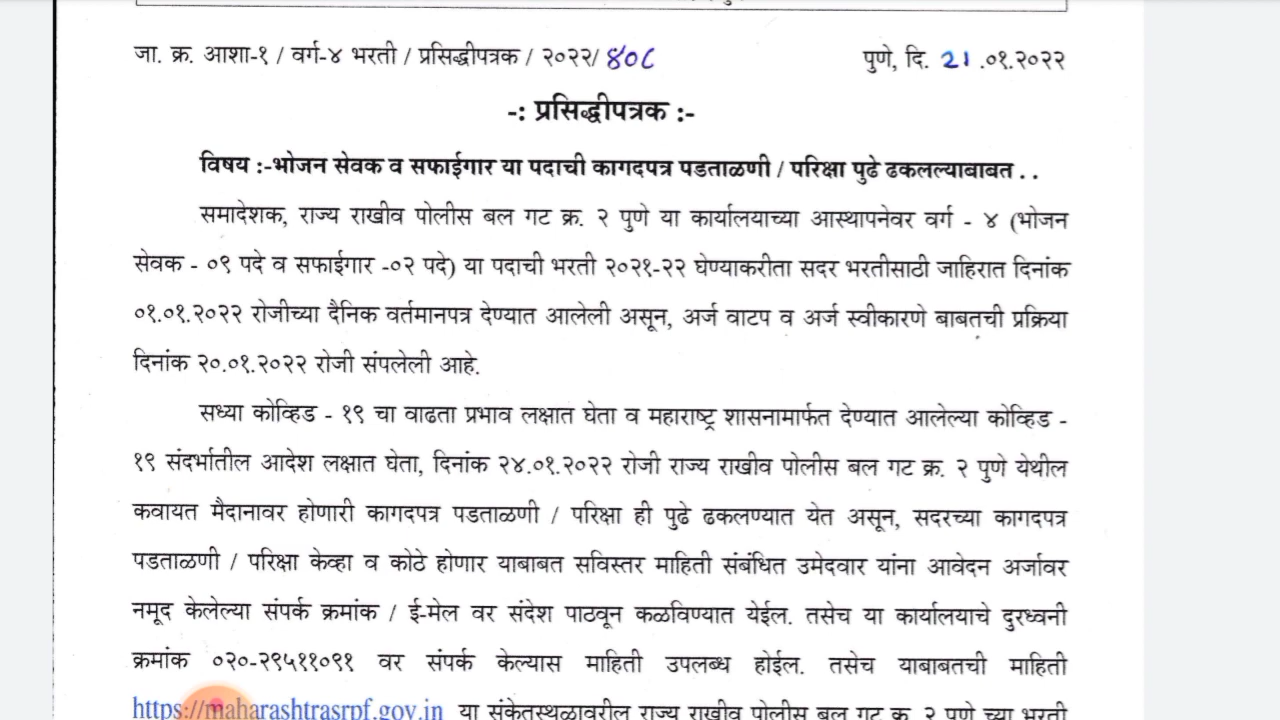 जा. क्र. आशा-१ / वर्ग-४ भरती / प्रसिद्धीपत्रक / २०२२/ ४०८ पुणे, दि. 21 .०१.२०२२
-: प्रसिद्धीपत्रक :-
विषय :-भोजन सेवक व सफाईगार या पदाची कागदपत्र पडताळणी / परिक्षा पुढे ढकलल्याबाबत . .
समादेशक, राज्य राखीव पोलीस बल गट क्र. २ पुणे या कार्यालयाच्या आस्थापनेवर वर्ग - ४ (भोजन
सेवक - ०९ पदे व सफाईगार -०२ पदे) या पदाची भरती २०२१-२२ घेण्याकरीता सदर भरतीसाठी जाहिरात दिनांक
०१.०१.२०२२ रोजीच्या दैनिक वर्तमानपत्र देण्यात आलेली असून, अर्ज वाटप व अर्ज स्वीकारणे बाबतची प्रक्रिया
दिनांक २०.०१.२०२२ रोजी संपलेली आहे.
सध्या कोव्हिड - १९ चा वाढता प्रभाव लक्षात घेता व महाराष्ट्र शासनामार्फत देण्यात आलेल्या कोव्हिड -
१९ संदर्भातील आदेश लक्षात घेता, दिनांक २४.०१.२०२२ रोजी राज्य राखीव पोलीस बल गट क्र. २ पुणे येथील
कवायत मैदानावर होणारी कागदपत्र पडताळणी / परिक्षा ही पुढे ढकलण्यात येत असून, सदरच्या कागदपत्र
पडताळणी / परिक्षा केव्हा व कोठे होणार याबाबत सविस्तर माहिती संबंधित उमेदवार यांना आवेदन अर्जावर
नमूद केलेल्या संपर्क क्रमांक / ई-मेल वर संदेश पाठवून कळविण्यात येईल. तसेच या कार्यालयाचे दुरध्वनी
क्रमांक ०२०-२९५११०९१ वर संपर्क केल्यास माहिती उपलब्ध होईल. तसेच याबाबतची माहिती
https://maharashtrasrpf.gov.in या संकेतस्थळावरील राज्य राखीव पोलीस बल गट क्र. २ पुणे च्या भरती